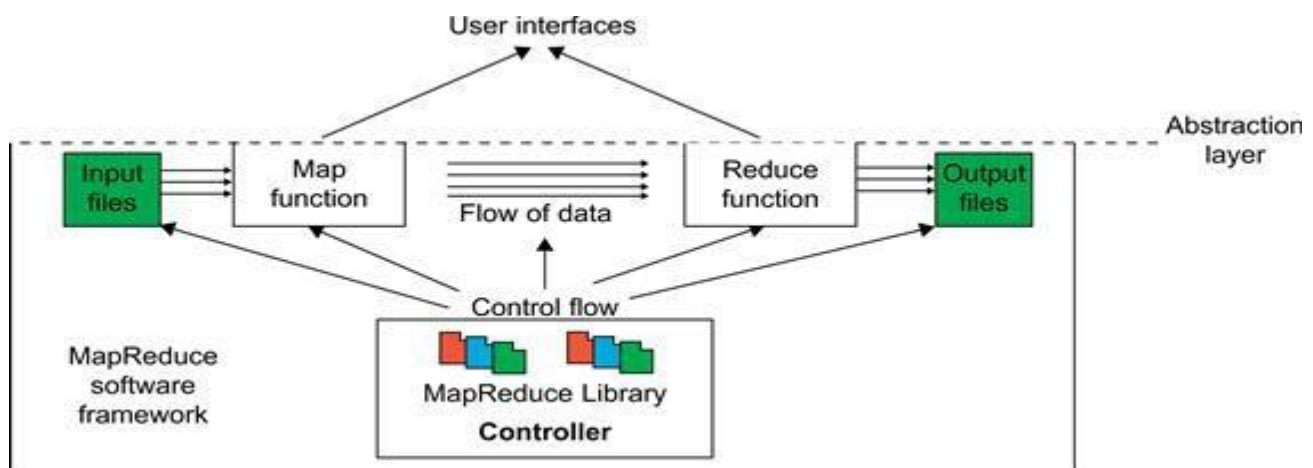 User interfaces
Abstraction
layer
Input
files
Map
function
Flow of data
Reduce
function
Output
files
Control flow
MapReduce
software
framework
MapReduce Library
Controller